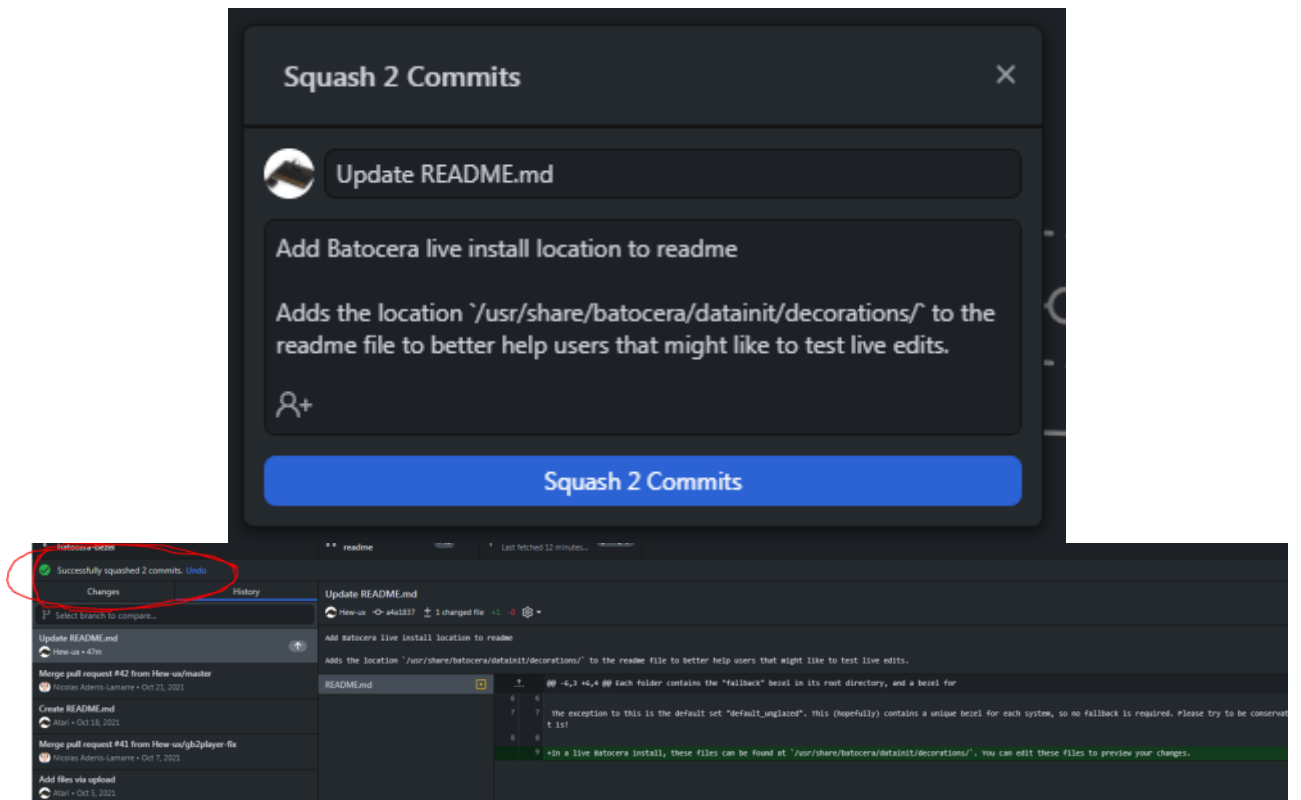 Squash 2 Commits
Update README.md
Add Batocera live install location to readme
Adds the location `/usr/share/batocera/datainit/decorations/` to the
readme file to better help users that might like to test live edits.
Squash 2 Commits
batocera-bezel
readme
Last fetched 12 minutes...
Successfully squashed 2 commits. Undo
Changes
History
Select branch to compare...
Update README.md
Hew-ux • 47m
Merge pull request #42 from Hew-ux/master
Nicolas Adenis-Lamarre • Oct 21, 2021
Create README.md
Atari • Oct 18, 2021
Merge pull request #41 from Hew-ux/gb2player-fix
Nicolas Adenis-Lamarre • Oct 7, 2021
Add files via upload
Atari • Oct 5, 2021
Update README.md
Hew-ux a4a1837 1 changed file +1 -0
Add Batocera live install location to readme
Adds the location `/usr/share/batocera/datainit/decorations/` to the readme file to better help users that might like to test live edits.
README.md
@@ -6,3 +6,4 @@ Each folder contains the "fallback" bezel in its root directory, and a bezel for
6 6
7 7 The exception to this is the default set "default_unglazed". This (hopefully) contains a unique bezel for each system, so no fallback is required. Please try to be conservat
t is!
8 8
9 +In a live Batocera install, these files can be found at `/usr/share/batocera/datainit/decorations/`. You can edit these files to preview your changes.